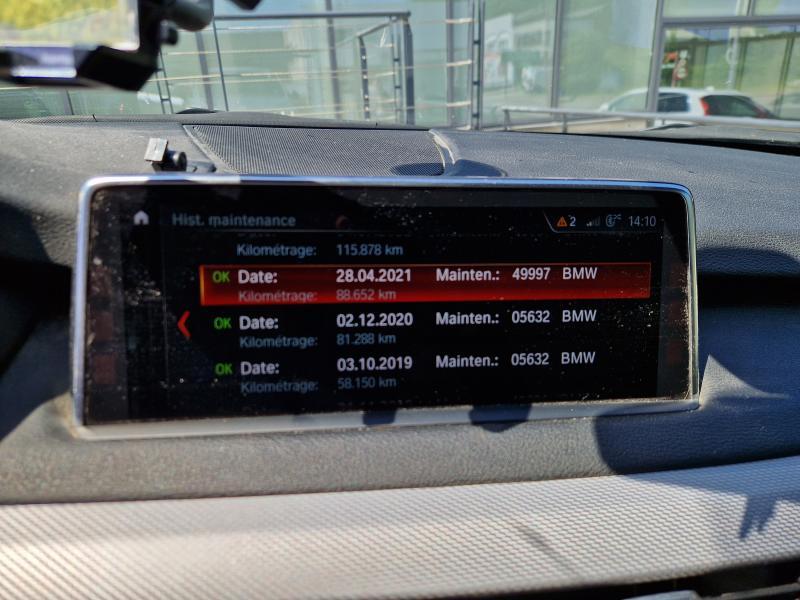 Hist. maintenance 2 14:10
Kilométrage: 115.878 km
OK Date: 28.04.2021 Mainten.: 49997 BMW
Kilométrage: 88.652 km
OK Date: 02.12.2020 Mainten.: 05632 BMW
Kilométrage: 81.288 km
OK Date: 03.10.2019 Mainten.: 05632 BMW
Kilométrage: 58.150 km